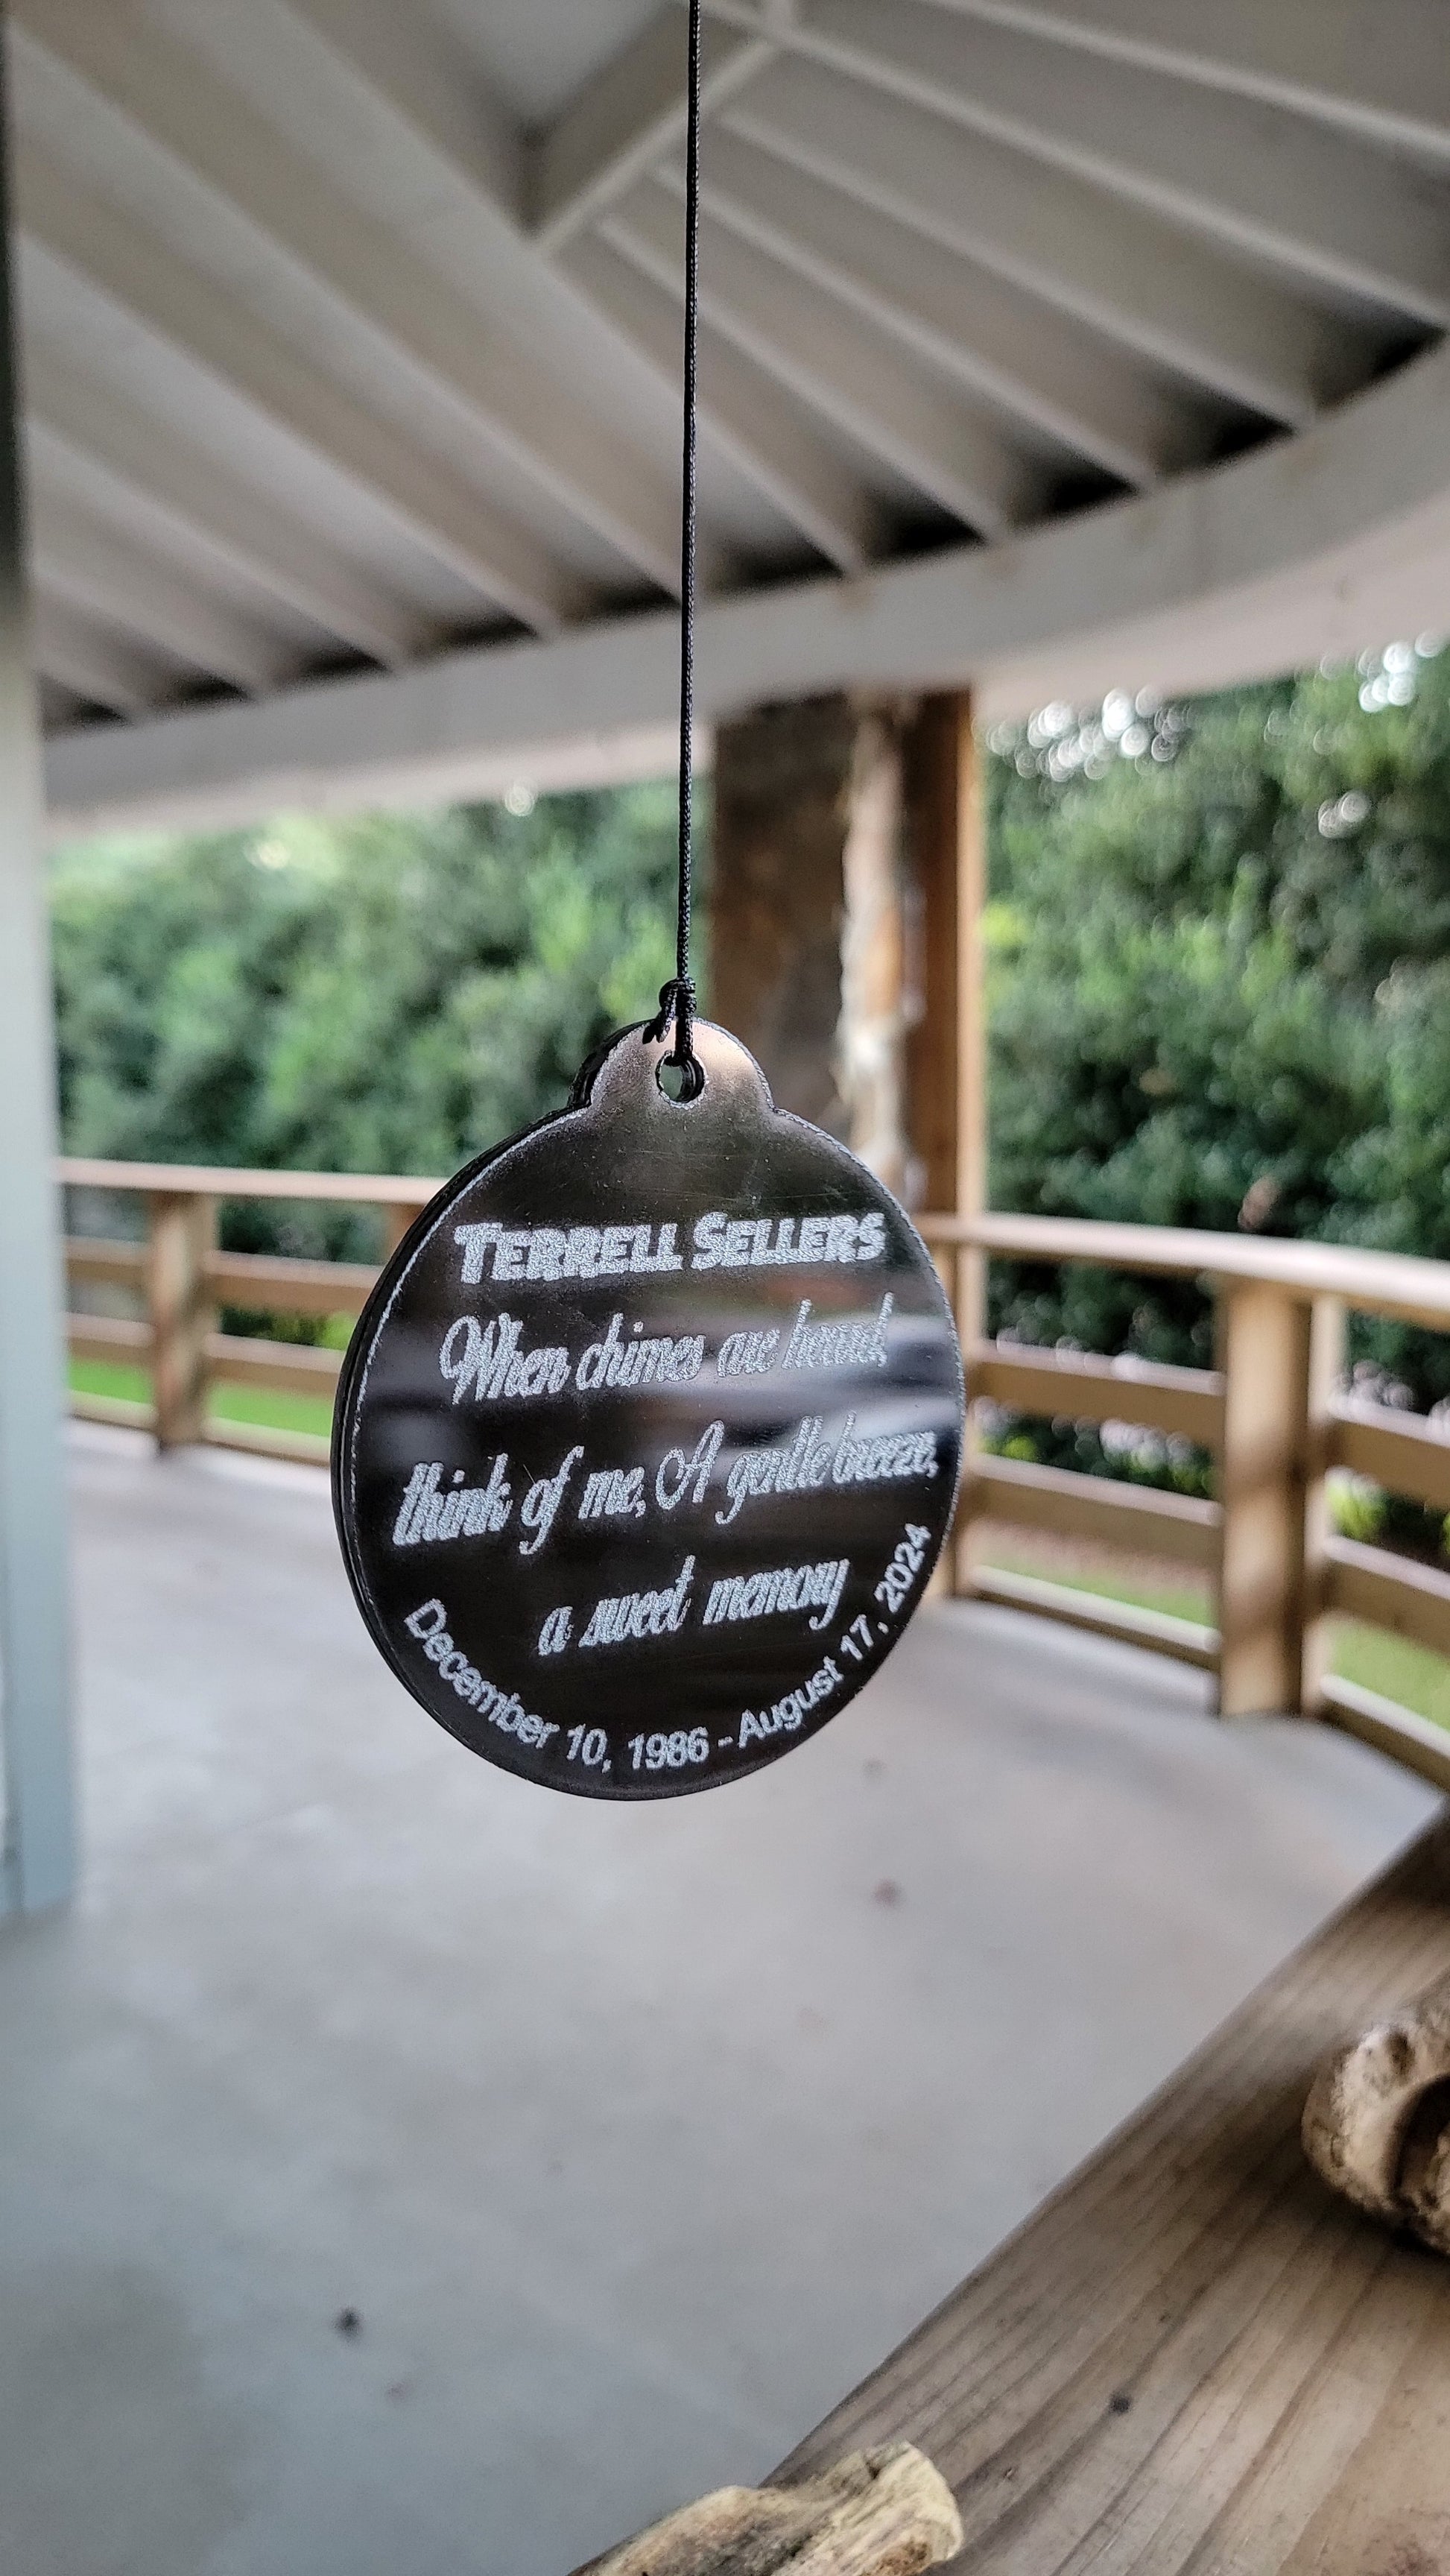 TERRELL SELLERS
When chimes are heard,
think of me, A gentle breeze,
a sweet memory
December 10, 1986 - August 17, 2024